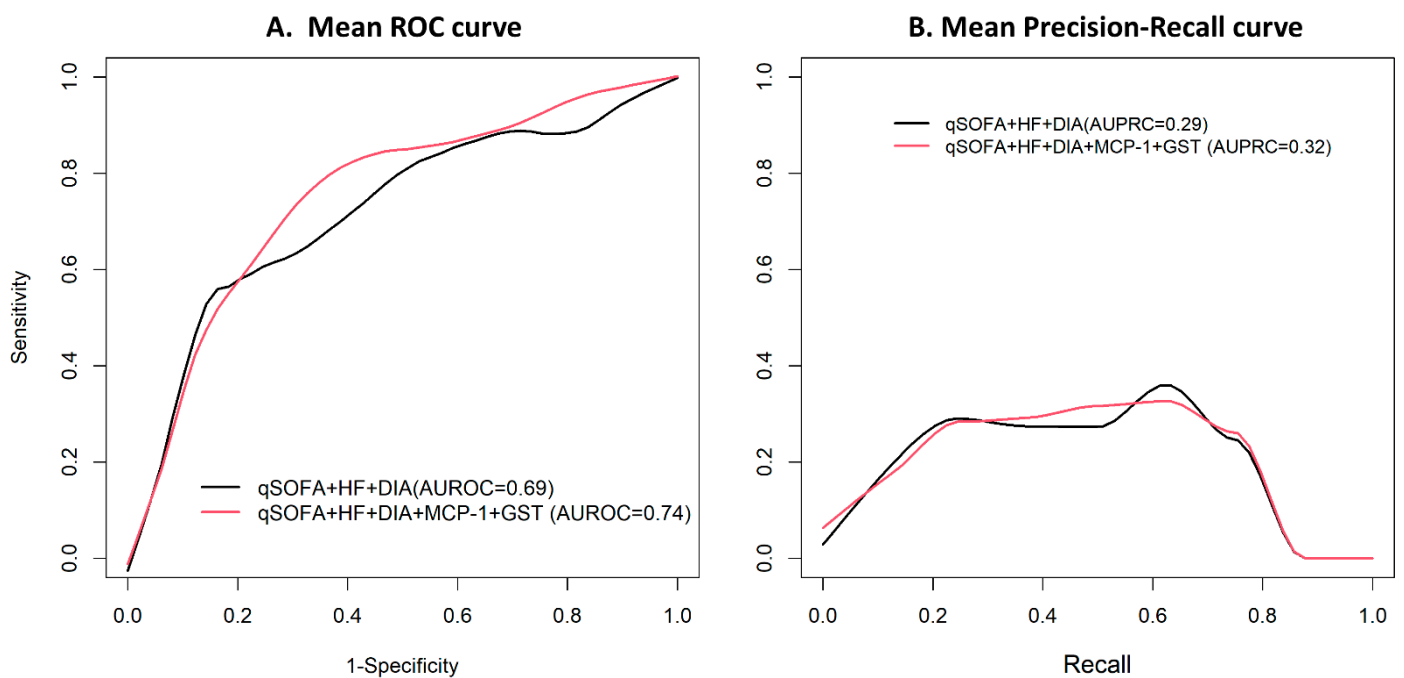 A. Mean ROC curve
Sensitivity
1.0
0.8
0.6
0.4
0.2
0.0
qSOFA+HF+DIA(AUROC=0.69)
qSOFA+HF+DIA+MCP-1+GST (AUROC=0.74)
0.0 0.2 0.4 0.6 0.8 1.0
1-Specificity
B. Mean Precision-Recall curve
1.0
0.8
0.6
0.4
0.2
0.0
qSOFA+HF+DIA(AUPRC=0.29)
qSOFA+HF+DIA+MCP-1+GST (AUPRC=0.32)
0.0 0.2 0.4 0.6 0.8 1.0
Recall